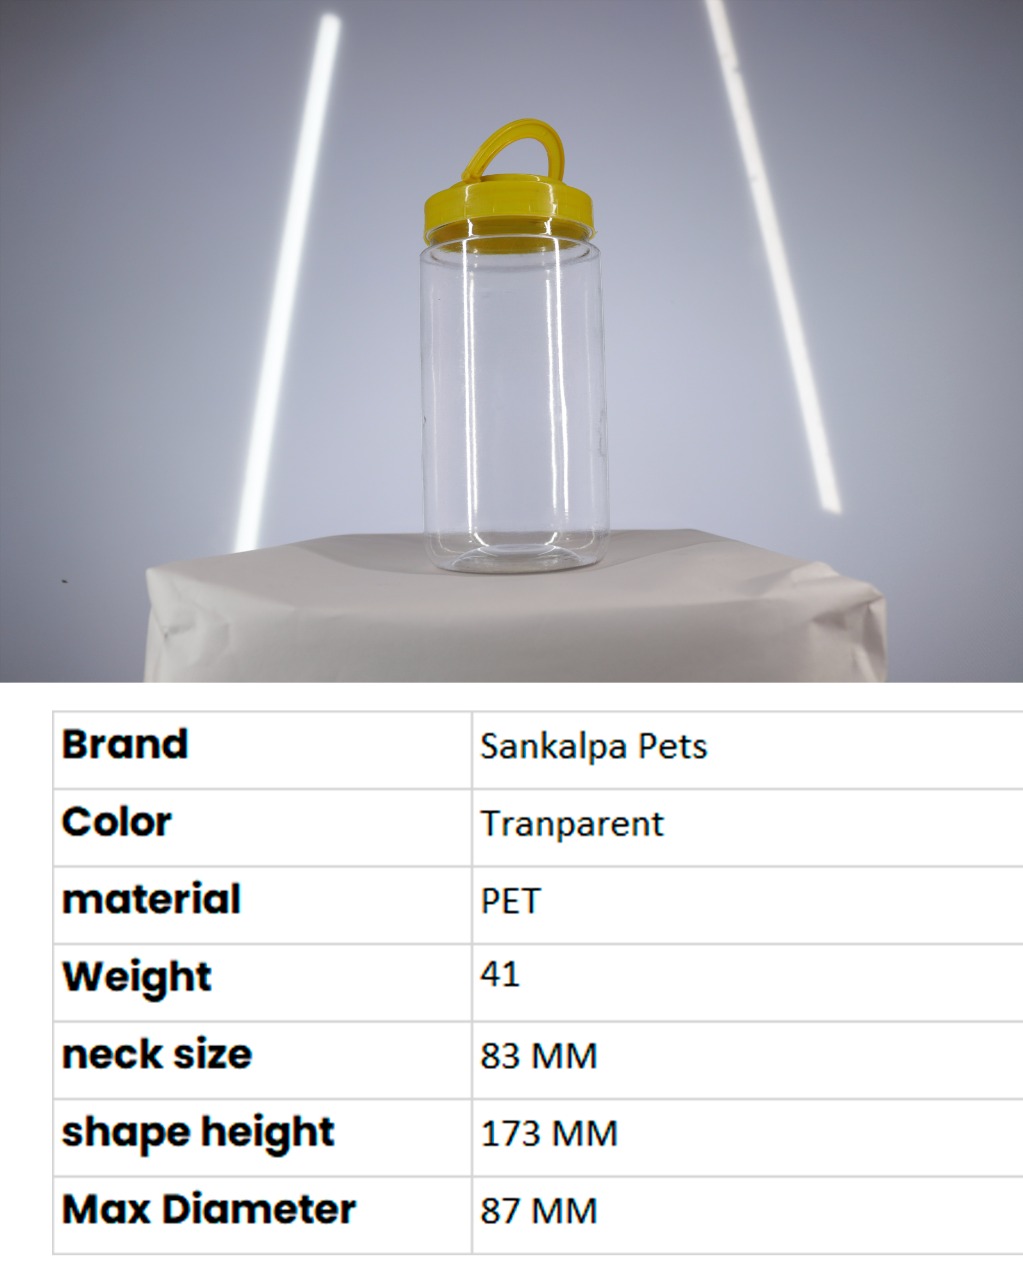 Brand Sankalpa Pets
Color Tranparent
material PET
Weight 41
neck size 83 MM
shape height 173 MM
Max Diameter 87 MM